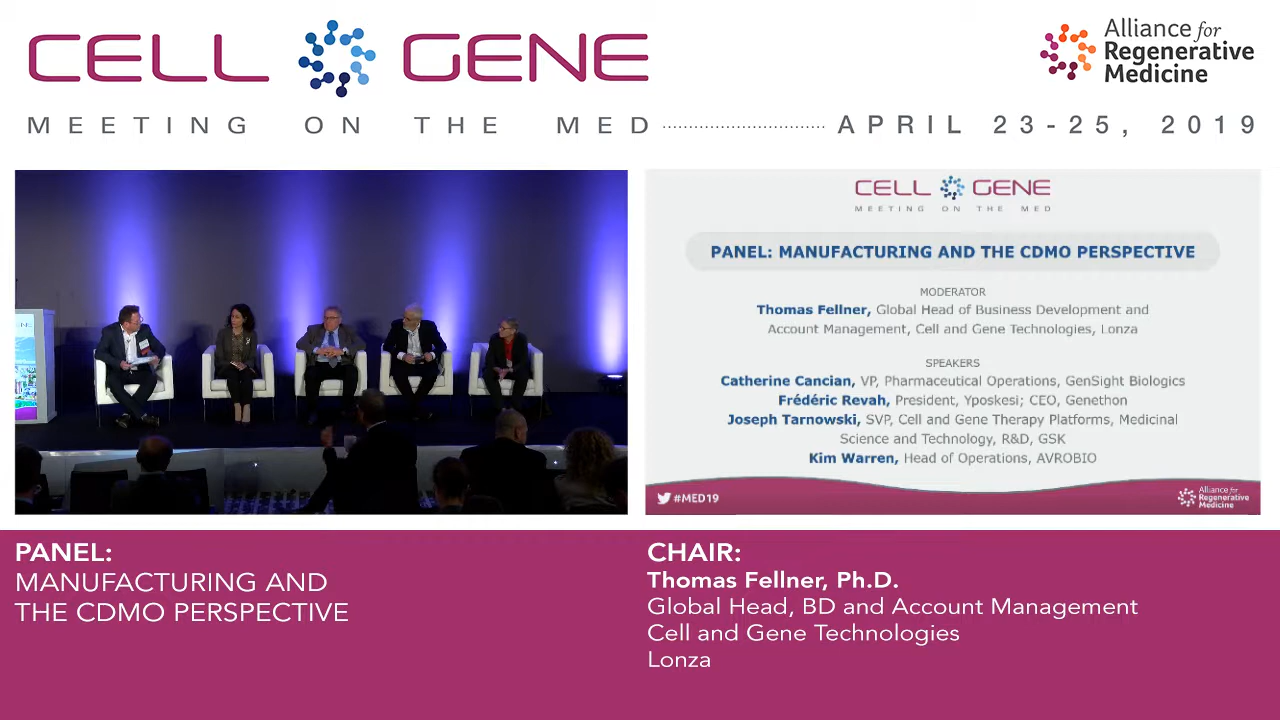 CELL GENE
MEETING ON THE MED
APRIL 23-25, 2019
Alliance for
Regenerative
Medicine
CELL GENE
MEETING ON THE MED
PANEL: MANUFACTURING AND THE CDMO PERSPECTIVE
MODERATOR
Thomas Fellner, Global Head of Business Development and
Account Management, Cell and Gene Technologies, Lonza
SPEAKERS
Catherine Cancian, VP, Pharmaceutical Operations, GenSight Biologics
Frédéric Revah, President, Yposkesi; CEO, Genethon
Joseph Tarnowski, SVP, Cell and Gene Therapy Platforms, Medicinal
Science and Technology, R&D, GSK
Kim Warren, Head of Operations, AVROBIO
#MED19
Alliance for
Regenerative
Medicine
PANEL:
MANUFACTURING AND
THE CDMO PERSPECTIVE
CHAIR:
Thomas Fellner, Ph.D.
Global Head, BD and Account Management
Cell and Gene Technologies
Lonza